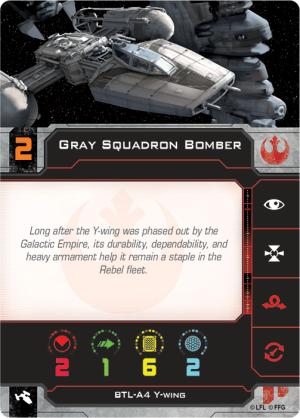 2 GRAY SQUADRON BOMBER
Long after the Y-wing was phased out by the
Galactic Empire, its durability, dependability, and
heavy armament help it remain a staple in the
Rebel fleet.
2 1 6 2
BTL-A4 Y-WING
©LFL ©FFG